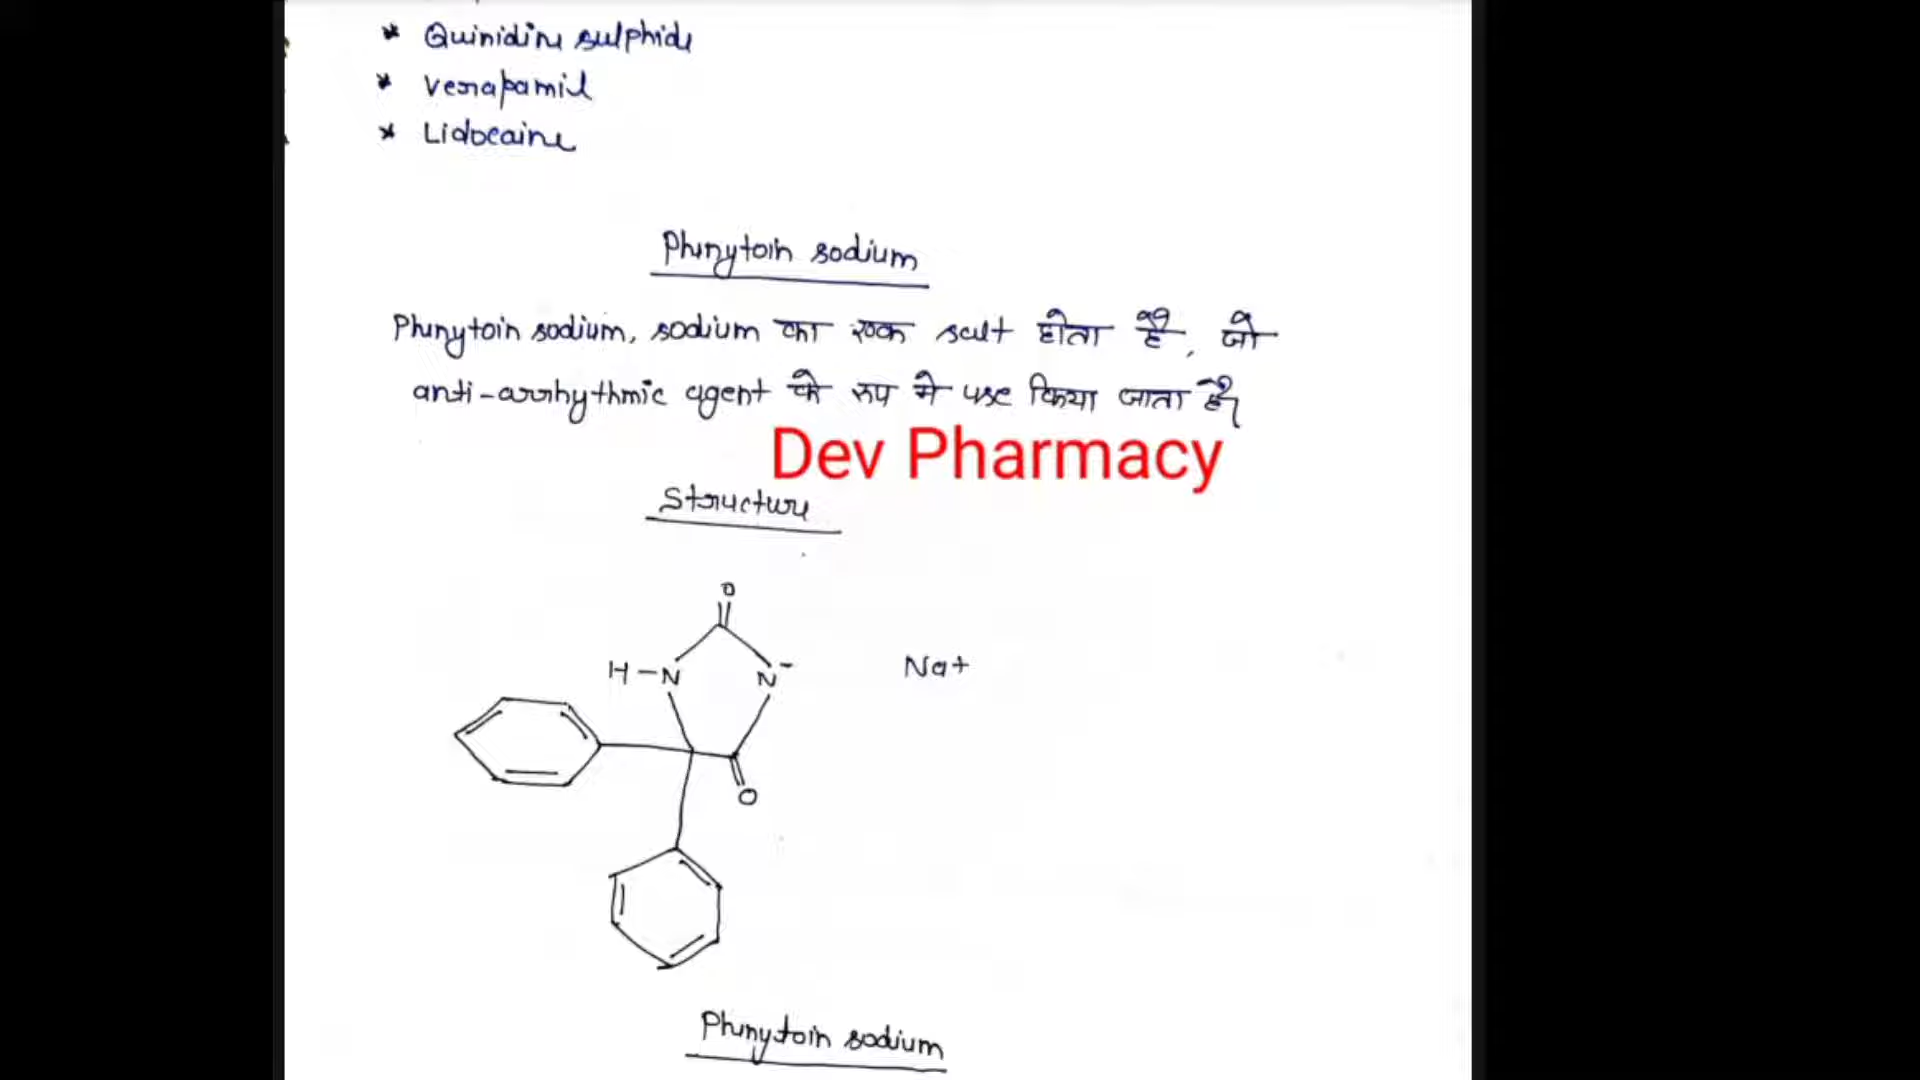 * Quinidine sulphide
* Verapamil
* Lidocaine
Phenytoin sodium
Phenytoin sodium, sodium का एक salt होता है, जो
anti-arrhythmic agent के रूप में use किया जाता है।
Dev Pharmacy
Structure
O
H-N
N-
Na+
O
Phenytoin sodium